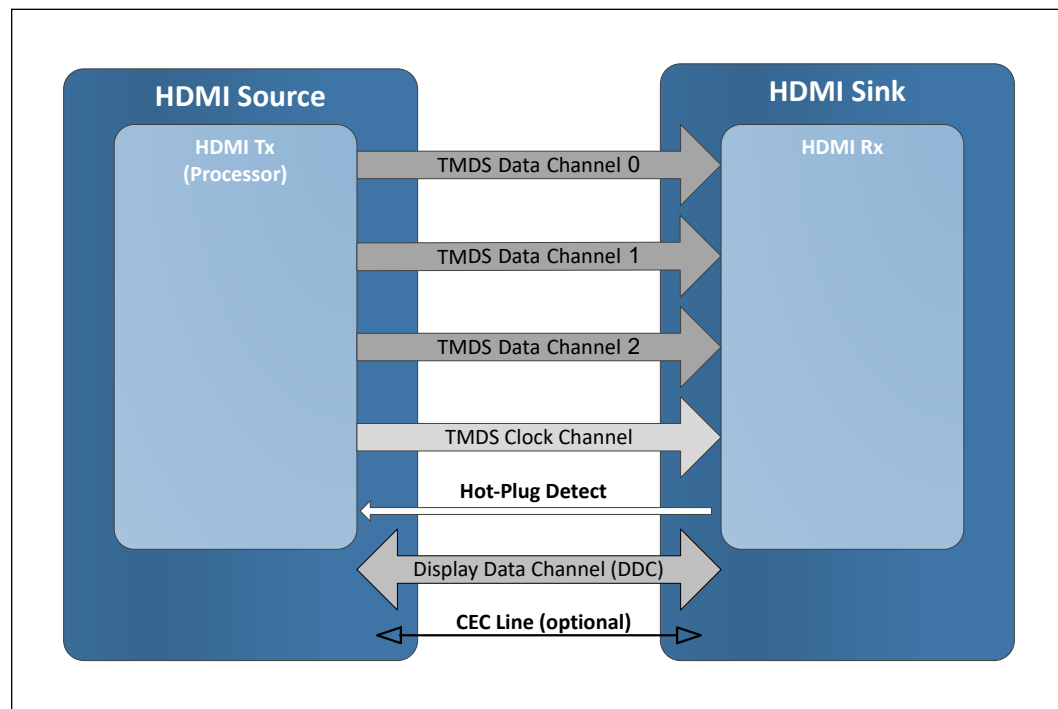 HDMI Source
HDMI Sink
HDMI Tx
(Processor)
HDMI Rx
TMDS Data Channel 0
TMDS Data Channel 1
TMDS Data Channel 2
TMDS Clock Channel
Hot-Plug Detect
Display Data Channel (DDC)
CEC Line (optional)